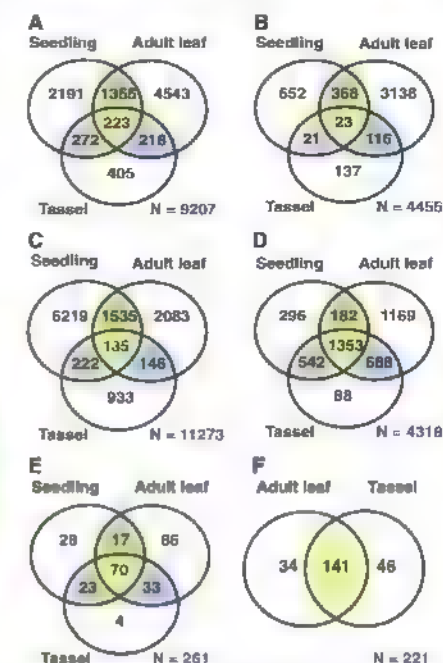 A
Seedling Adult leaf
2191 1355 4543
223
272 218
405
Tassel N = 9207
B
Seedling Adult leaf
652 368 3138
23
21 116
137
Tassel N = 4455
C
Seedling Adult leaf
6219 1535 2083
135
222 146
933
Tassel N = 11273
D
Seedling Adult leaf
296 182 1169
1353
542 688
88
Tassel N = 4318
E
Seedling Adult leaf
28 17 86
70
23 33
4
Tassel N = 261
F
Adult leaf Tassel
34 141 46
N = 221